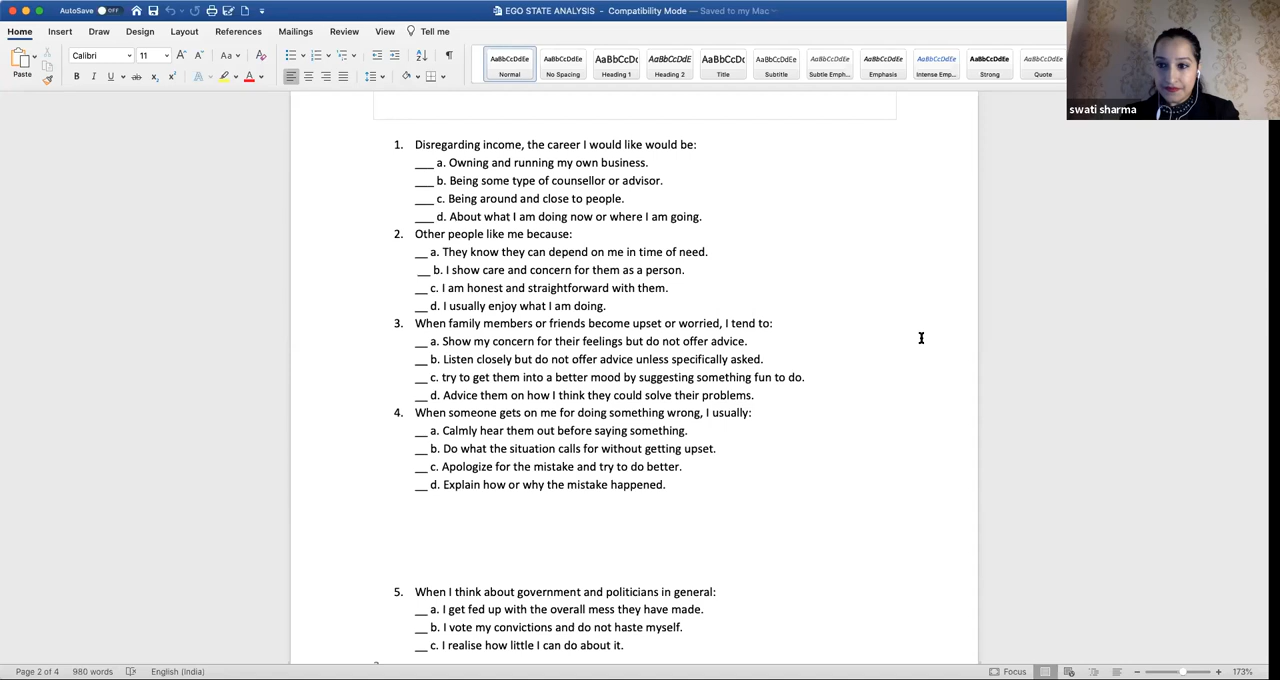 AutoSave OFF
EGO STATE ANALYSIS - Compatibility Mode — Saved to my Mac
Home Insert Draw Design Layout References Mailings Review View Tell me
Paste
Calibri 11
AaBbCcDdEe Normal
AaBbCcDdEe No Spacing
AaBbCcDc Heading 1
AaBbCcDdE Heading 2
AaBbCcDc Title
AaBbCcDdEe Subtitle
AaBbCcDdEe Subtle Emph...
AaBbCcDdEe Emphasis
AaBbCcDdEe Intense Emp...
AaBbCcDdEe Strong
AaBbCcDdEe Quote
swati sharma
1. Disregarding income, the career I would like would be:
___ a. Owning and running my own business.
___ b. Being some type of counsellor or advisor.
___ c. Being around and close to people.
___ d. About what I am doing now or where I am going.
2. Other people like me because:
__ a. They know they can depend on me in time of need.
__ b. I show care and concern for them as a person.
__ c. I am honest and straightforward with them.
__ d. I usually enjoy what I am doing.
3. When family members or friends become upset or worried, I tend to:
__ a. Show my concern for their feelings but do not offer advice.
__ b. Listen closely but do not offer advice unless specifically asked.
__ c. try to get them into a better mood by suggesting something fun to do.
__ d. Advice them on how I think they could solve their problems.
4. When someone gets on me for doing something wrong, I usually:
__ a. Calmly hear them out before saying something.
__ b. Do what the situation calls for without getting upset.
__ c. Apologize for the mistake and try to do better.
__ d. Explain how or why the mistake happened.
5. When I think about government and politicians in general:
__ a. I get fed up with the overall mess they have made.
__ b. I vote my convictions and do not haste myself.
__ c. I realise how little I can do about it.
Page 2 of 4 980 words English (India) Focus 173%